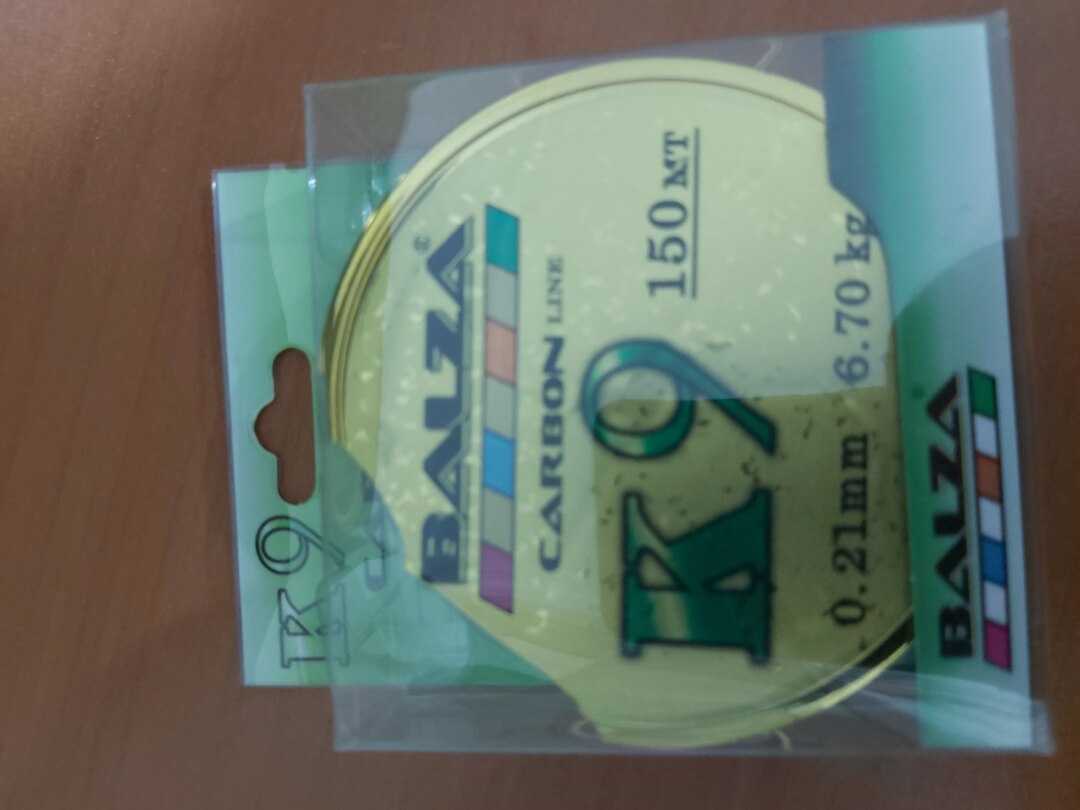 K9
BALZA®
CARBON LINE
150 MT
K9
0.21mm 6.70 kg
BALZA